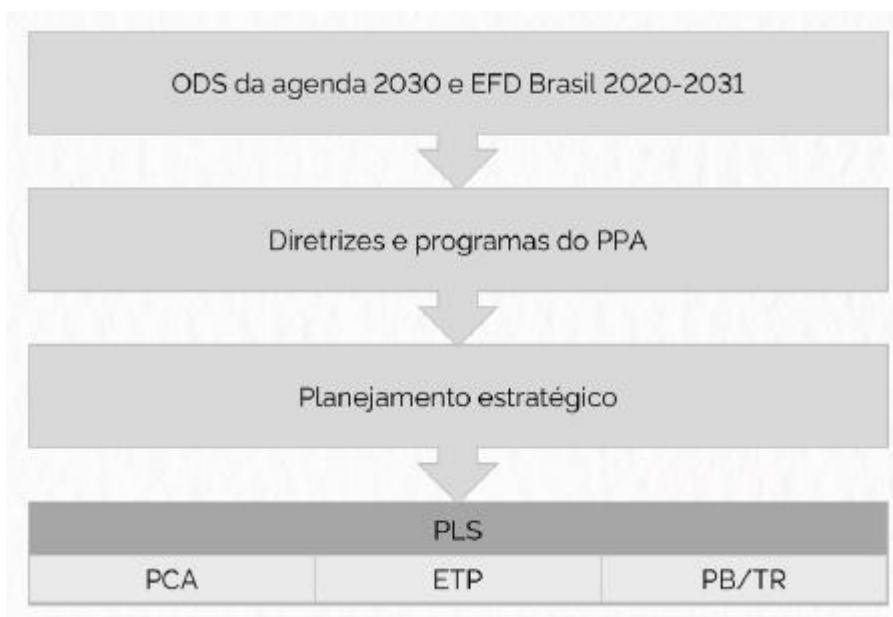 ODS da agenda 2030 e EFD Brasil 2020-2031
Diretrizes e programas do PPA
Planejamento estratégico
PLS
PCA
ETP
PB/TR